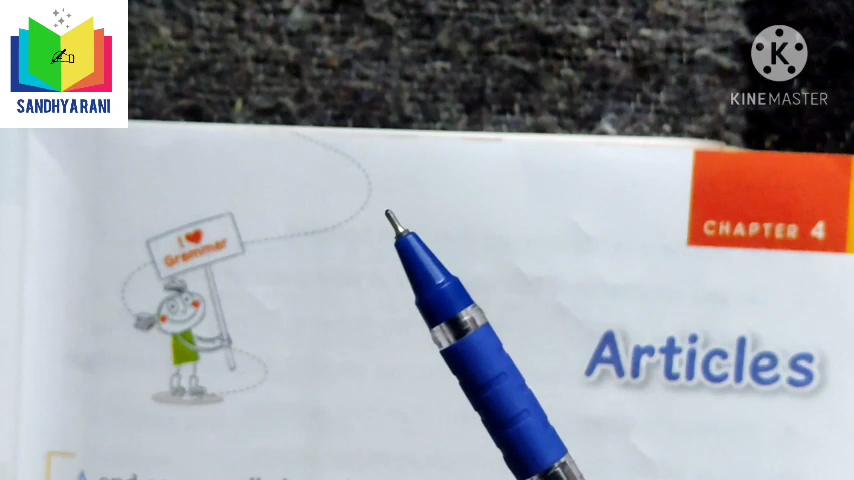 SANDHYARANI
KINEMASTER
CHAPTER 4
I ❤
Grammar
Articles